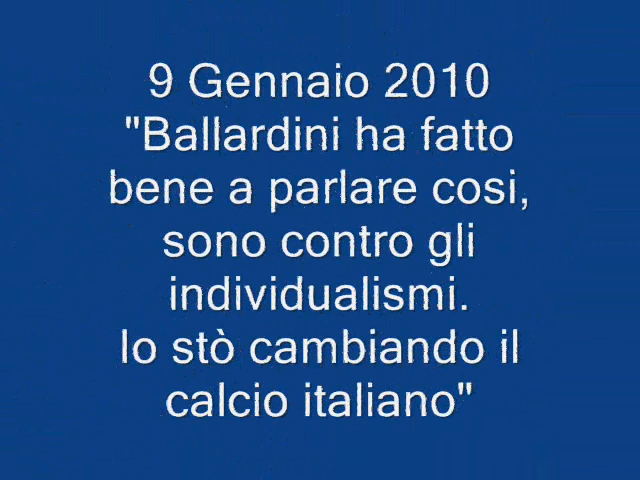 9 Gennaio 2010
"Ballardini ha fatto
bene a parlare cosi,
sono contro gli
individualismi.
Io stò cambiando il
calcio italiano"